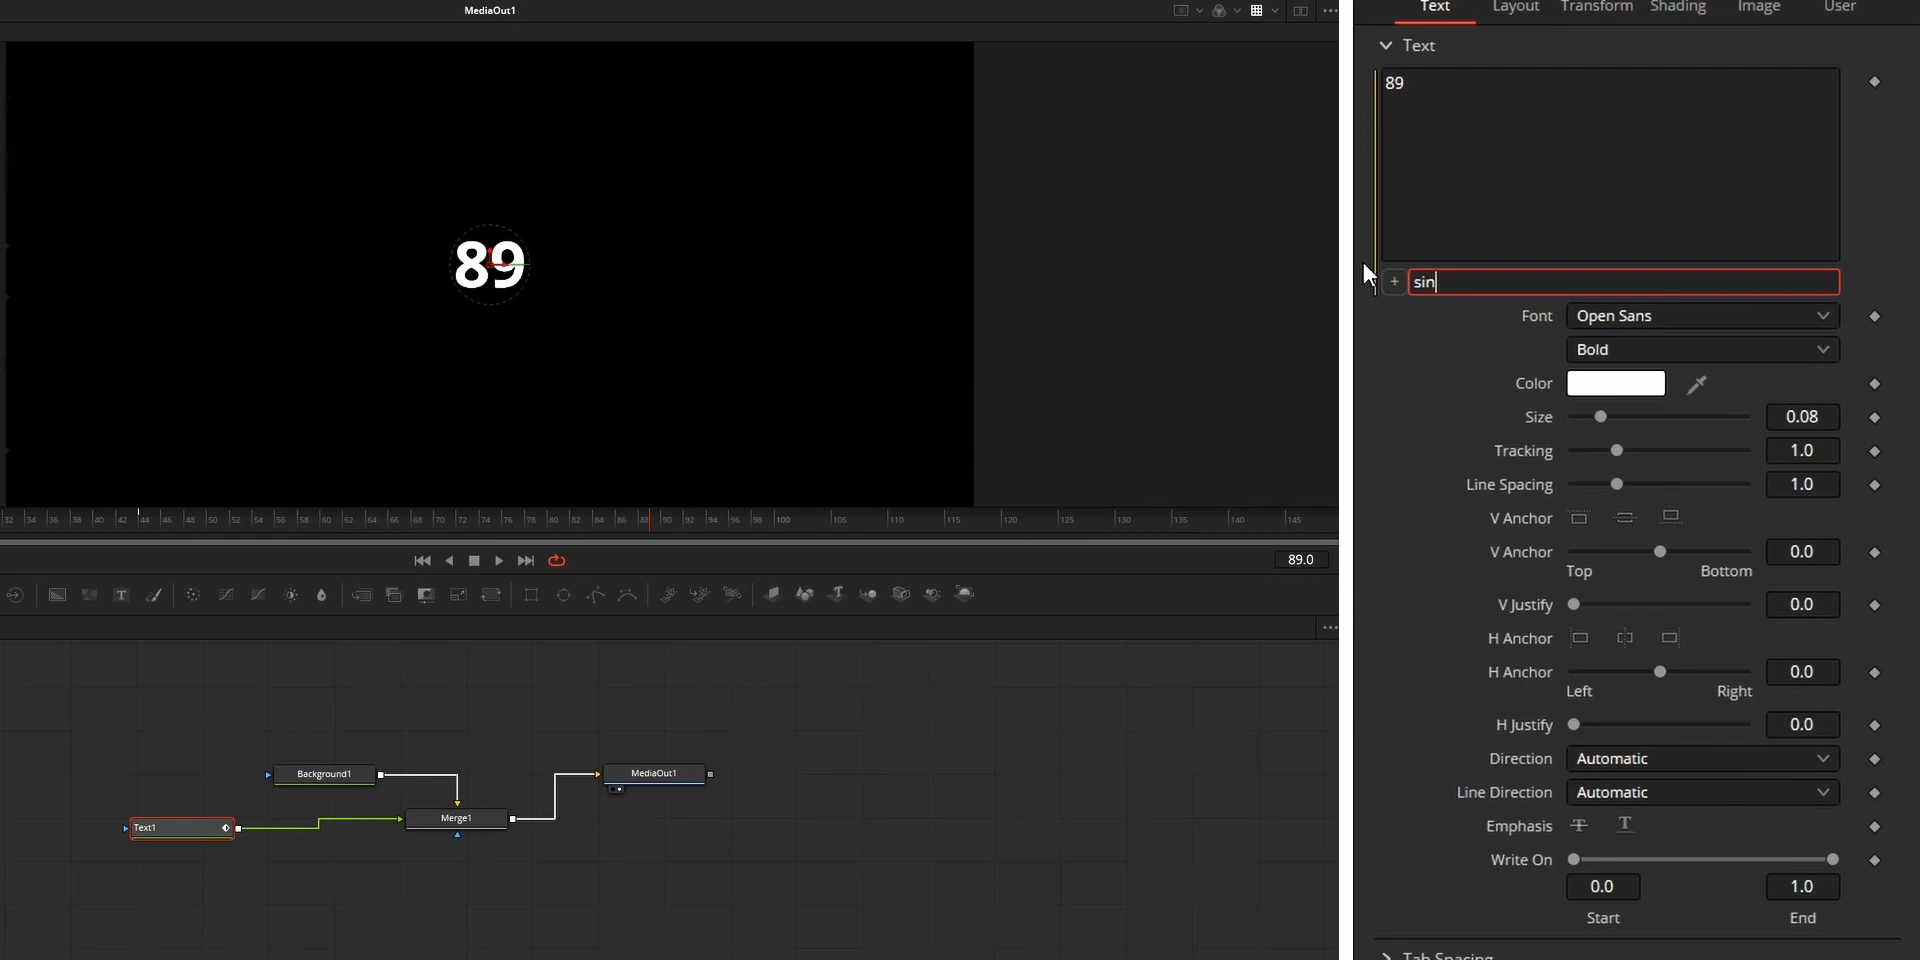 MediaOut1
89
32 34 36 38 40 42 44 46 48 50 52 54 56 58 60 62 64 66 68 70 72 74 76 78 80 82 84 86 88 90 92 94 96 98 100 105 110 115 120 125 130 135 140 145
89.0
T
Background1
MediaOut1
Text1
Merge1
Text Layout Transform Shading Image User
Text
89
+ sin
Font Open Sans
Bold
Color
Size 0.08
Tracking 1.0
Line Spacing 1.0
V Anchor
V Anchor 0.0
Top Bottom
V Justify 0.0
H Anchor
H Anchor 0.0
Left Right
H Justify 0.0
Direction Automatic
Line Direction Automatic
Emphasis T T
Write On
0.0 1.0
Start End
Tab Spacing